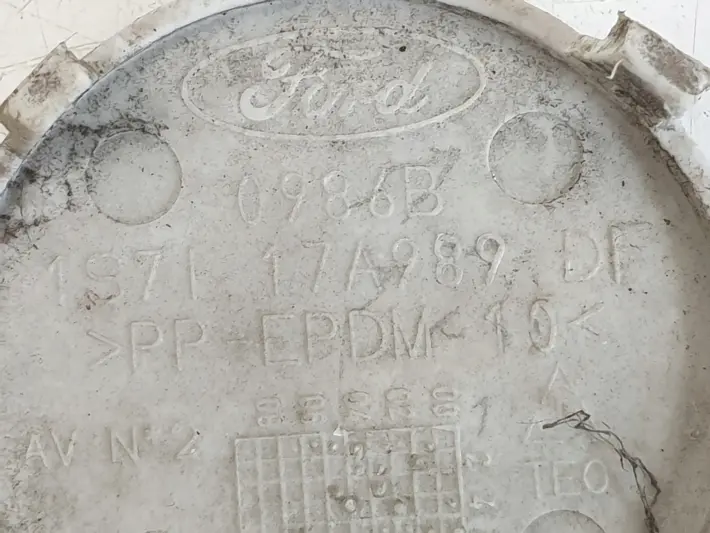 Ford
0986B
1S71 17A989 DF
>PP-EPDM 10<
AV N°2
TEO